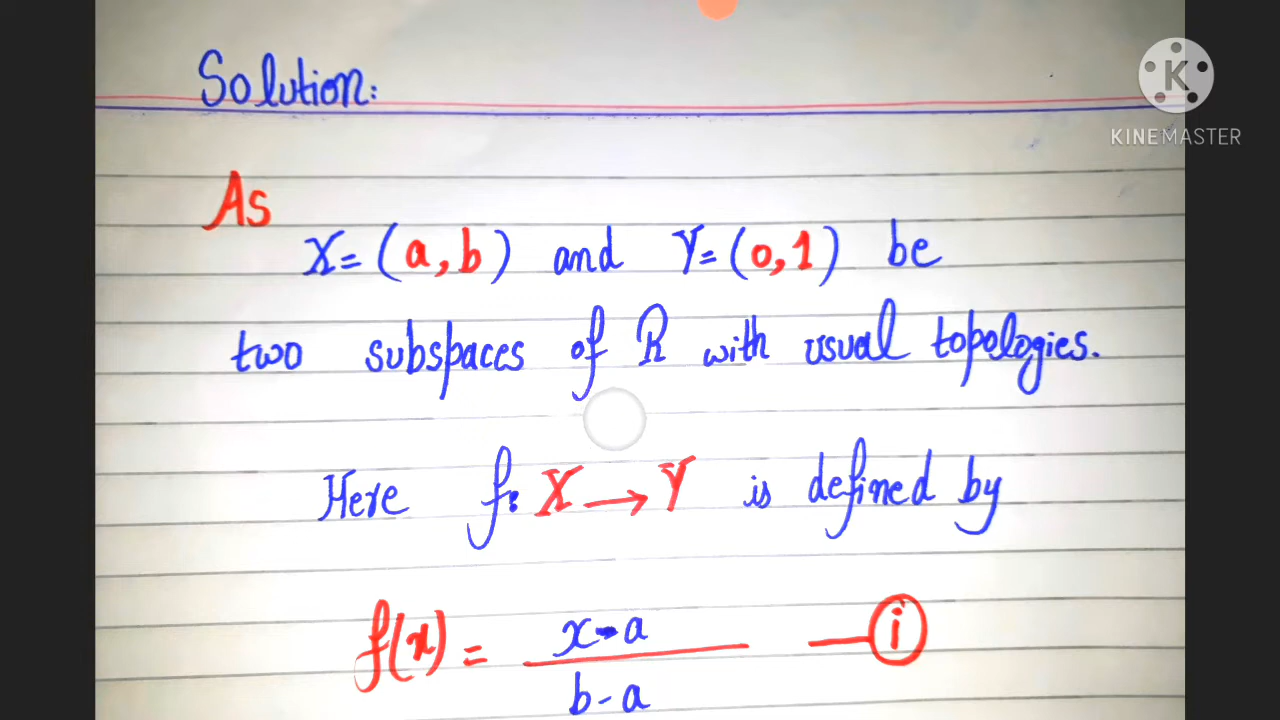 Solution:
K
KINEMASTER
As
X = (a, b) and Y = (0, 1) be
two subspaces of R with usual topologies.
Here f: X → Y is defined by
f(x) = x - a / b - a — i